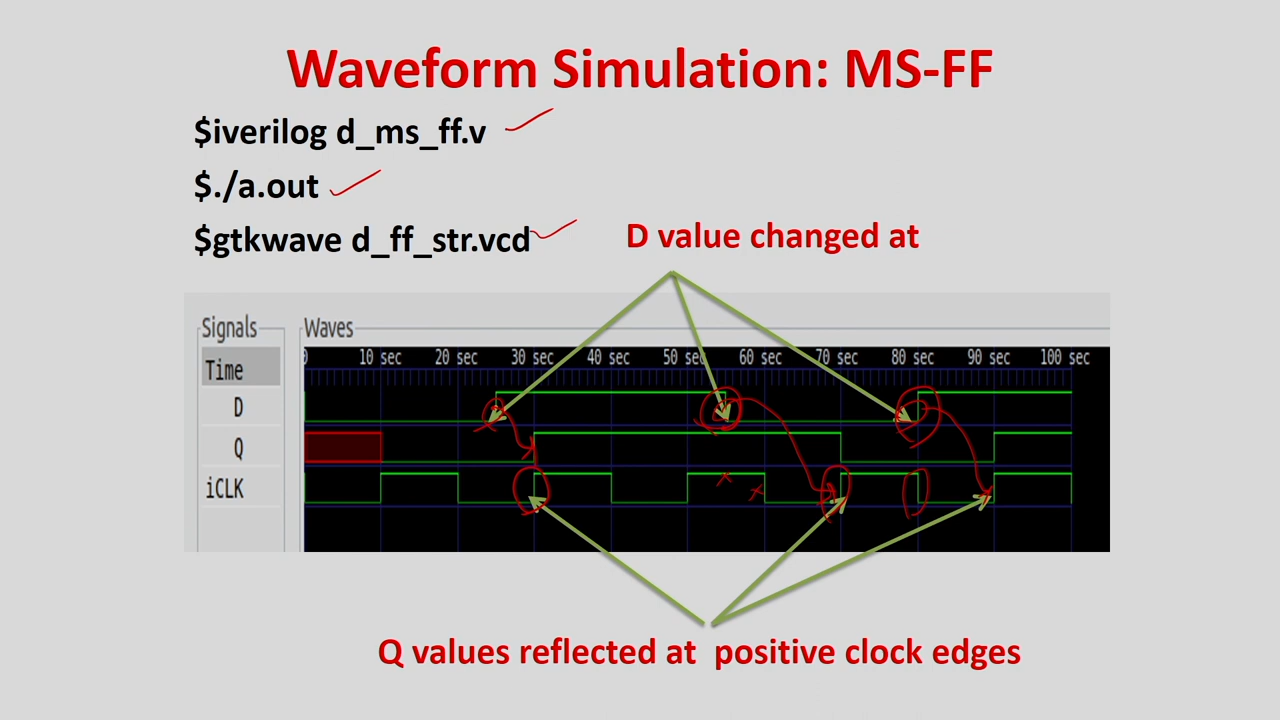 Waveform Simulation: MS-FF
$iverilog d_ms_ff.v
$./a.out
$gtkwave d_ff_str.vcd
D value changed at
Signals
Waves
Time
0 10 sec 20 sec 30 sec 40 sec 50 sec 60 sec 70 sec 80 sec 90 sec 100 sec
D
Q
iCLK
Q values reflected at positive clock edges